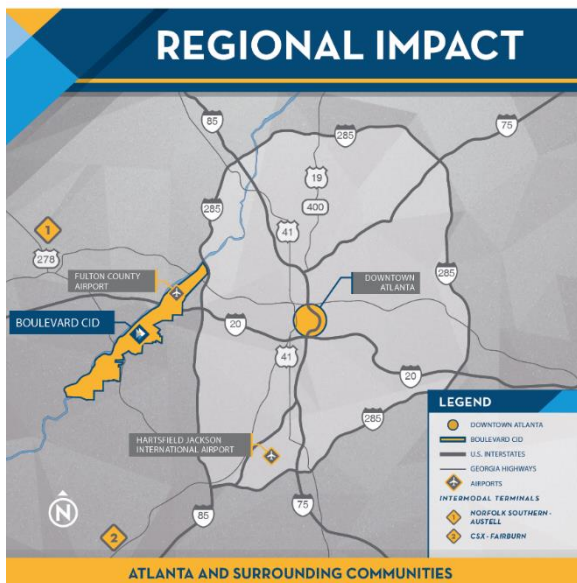 REGIONAL IMPACT
85
75
285
19
400
285
41
1
278
FULTON COUNTY
AIRPORT
DOWNTOWN
ATLANTA
285
BOULEVARD CID
20
41
20
HARTSFIELD JACKSON
INTERNATIONAL AIRPORT
285
85
75
N
2
LEGEND
DOWNTOWN ATLANTA
BOULEVARD CID
U.S. INTERSTATES
GEORGIA HIGHWAYS
AIRPORTS
INTERMODAL TERMINALS
1 NORFOLK SOUTHERN -
AUSTELL
2 CSX - FAIRBURN
ATLANTA AND SURROUNDING COMMUNITIES